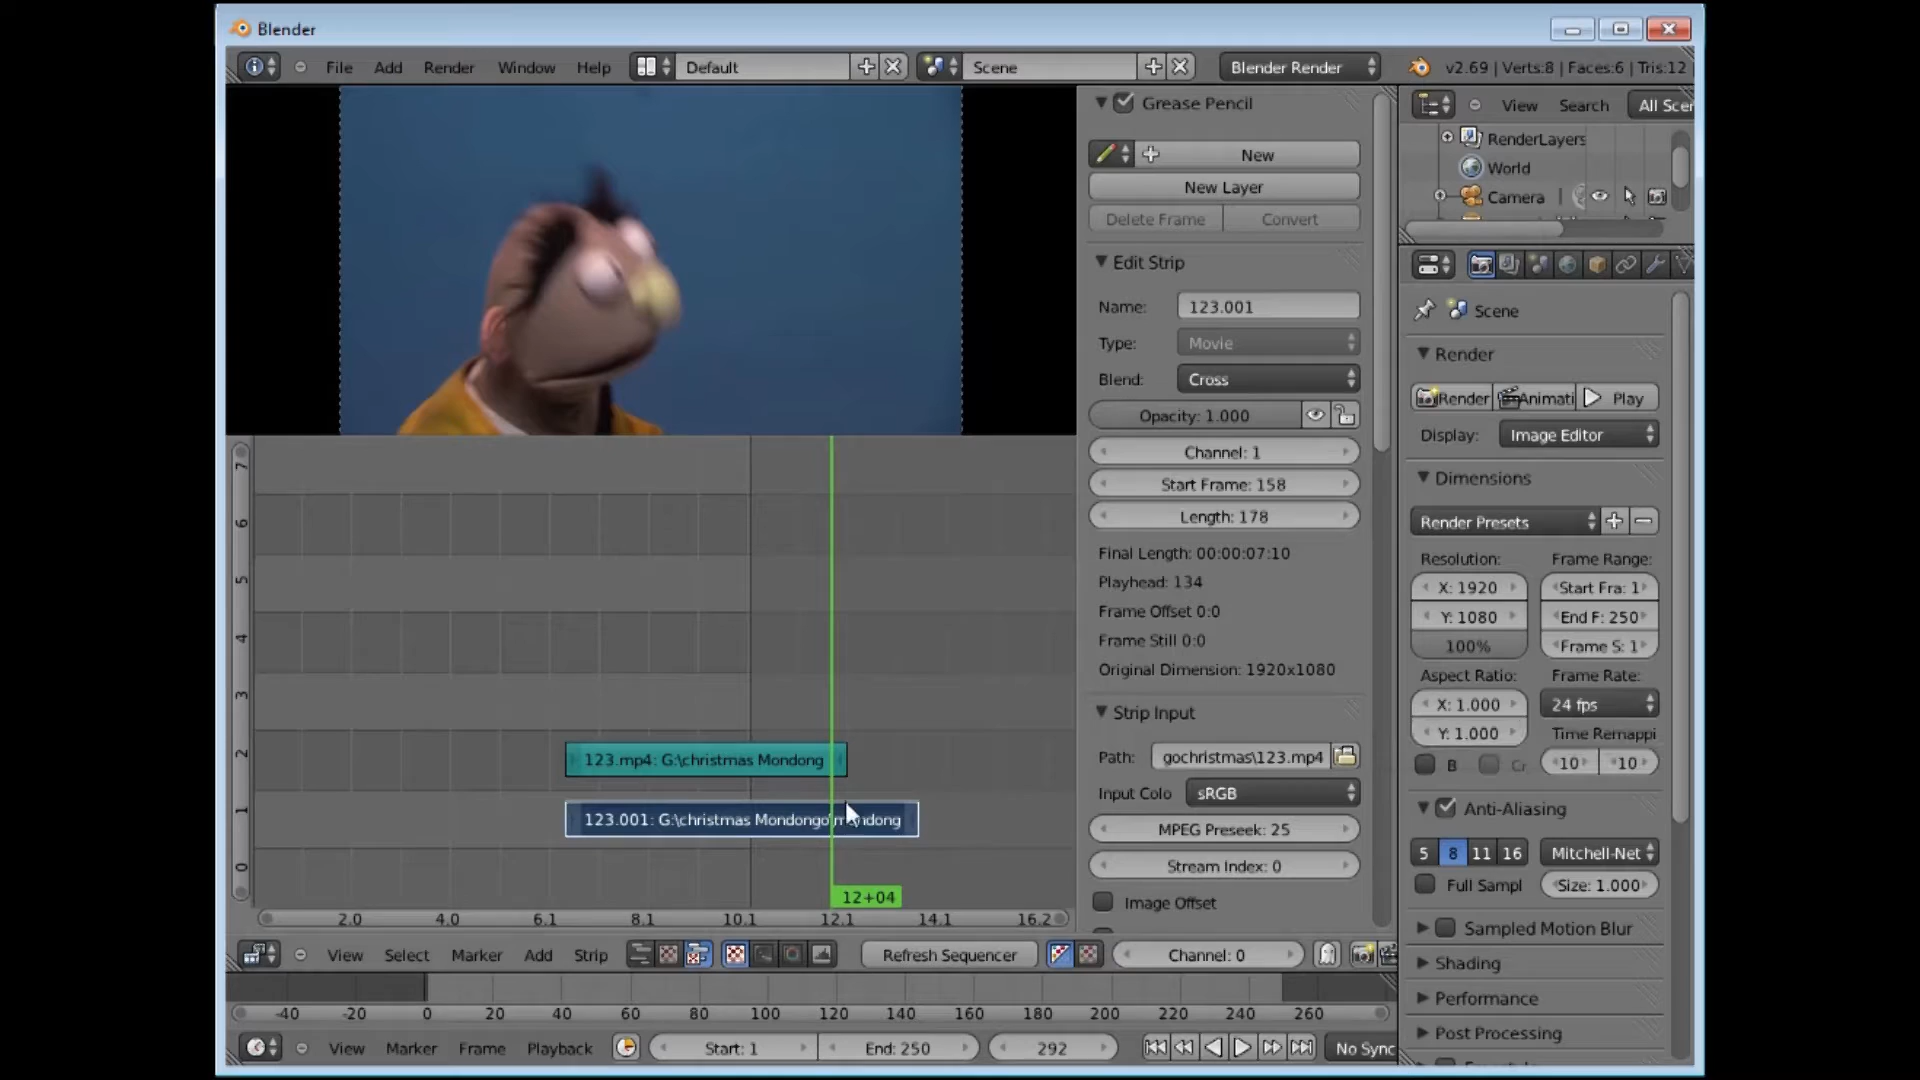 Blender
File Add Render Window Help Default Scene Blender Render v2.69 | Verts:8 | Faces:6 | Tris:12
Grease Pencil
New
New Layer
Delete Frame Convert
Edit Strip
Name: 123.001
Type: Movie
Blend: Cross
Opacity: 1.000
Channel: 1
Start Frame: 158
Length: 178
Final Length: 00:00:07:10
Playhead: 134
Frame Offset 0:0
Frame Still 0:0
Original Dimension: 1920x1080
Strip Input
Path: gochristmas\123.mp4
Input Colo sRGB
MPEG Preseek: 25
Stream Index: 0
Image Offset
View Search All Scer
RenderLayers
World
Camera
Scene
Render
Render Animati Play
Display: Image Editor
Dimensions
Render Presets
Resolution: Frame Range:
X: 1920 Start Fra: 1
Y: 1080 End F: 250
100% Frame S: 1
Aspect Ratio: Frame Rate:
X: 1.000 24 fps
Y: 1.000 Time Remappi
B Cr 10 10
Anti-Aliasing
5 8 11 16 Mitchell-Net
Full Sampl Size: 1.000
Sampled Motion Blur
Shading
Performance
Post Processing
7
6
5
4
3
2
1
0
123.mp4: G:\christmas Mondong
123.001: G:\christmas Mondongo\
12+04
2.0 4.0 6.1 8.1 10.1 12.1 14.1 16.2
View Select Marker Add Strip Refresh Sequencer Channel: 0
-40 -20 0 20 40 60 80 100 120 140 160 180 200 220 240 260
View Marker Frame Playback Start: 1 End: 250 292 No Sync